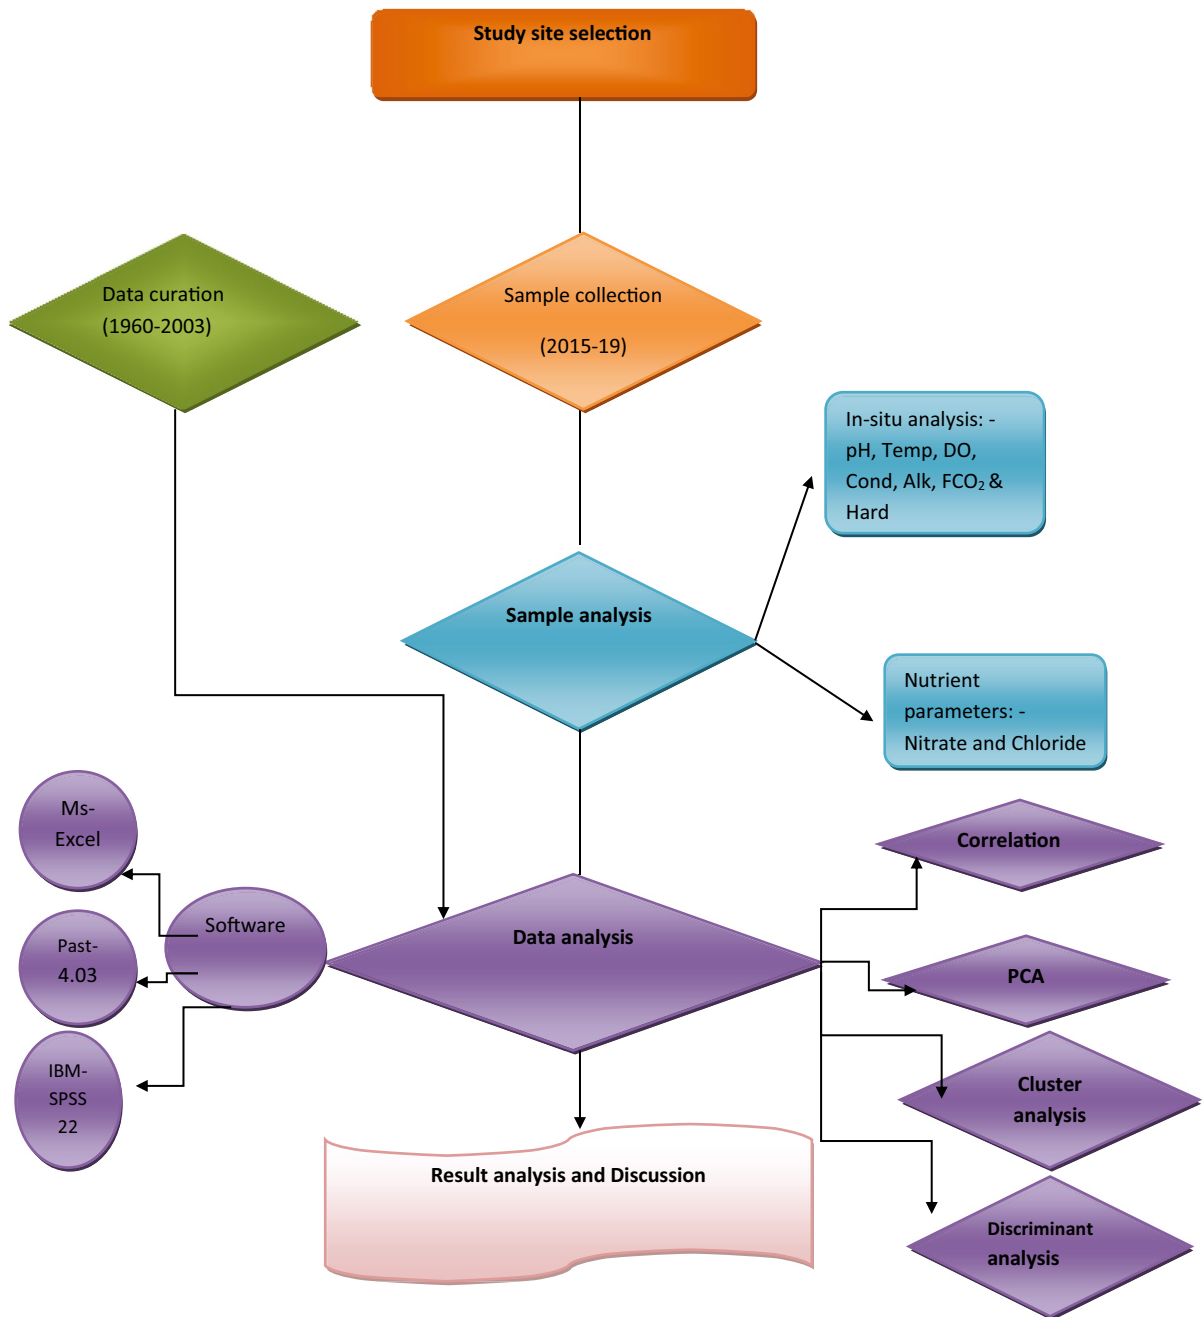 Study site selection
Data curation
(1960-2003)
Sample collection
(2015-19)
In-situ analysis: -
pH, Temp, DO,
Cond, Alk, FCO₂ &
Hard
Sample analysis
Nutrient
parameters: -
Nitrate and Chloride
Ms-
Excel
Correlation
Software
Data analysis
Past-
4.03
PCA
IBM-
SPSS
22
Cluster
analysis
Result analysis and Discussion
Discriminant
analysis